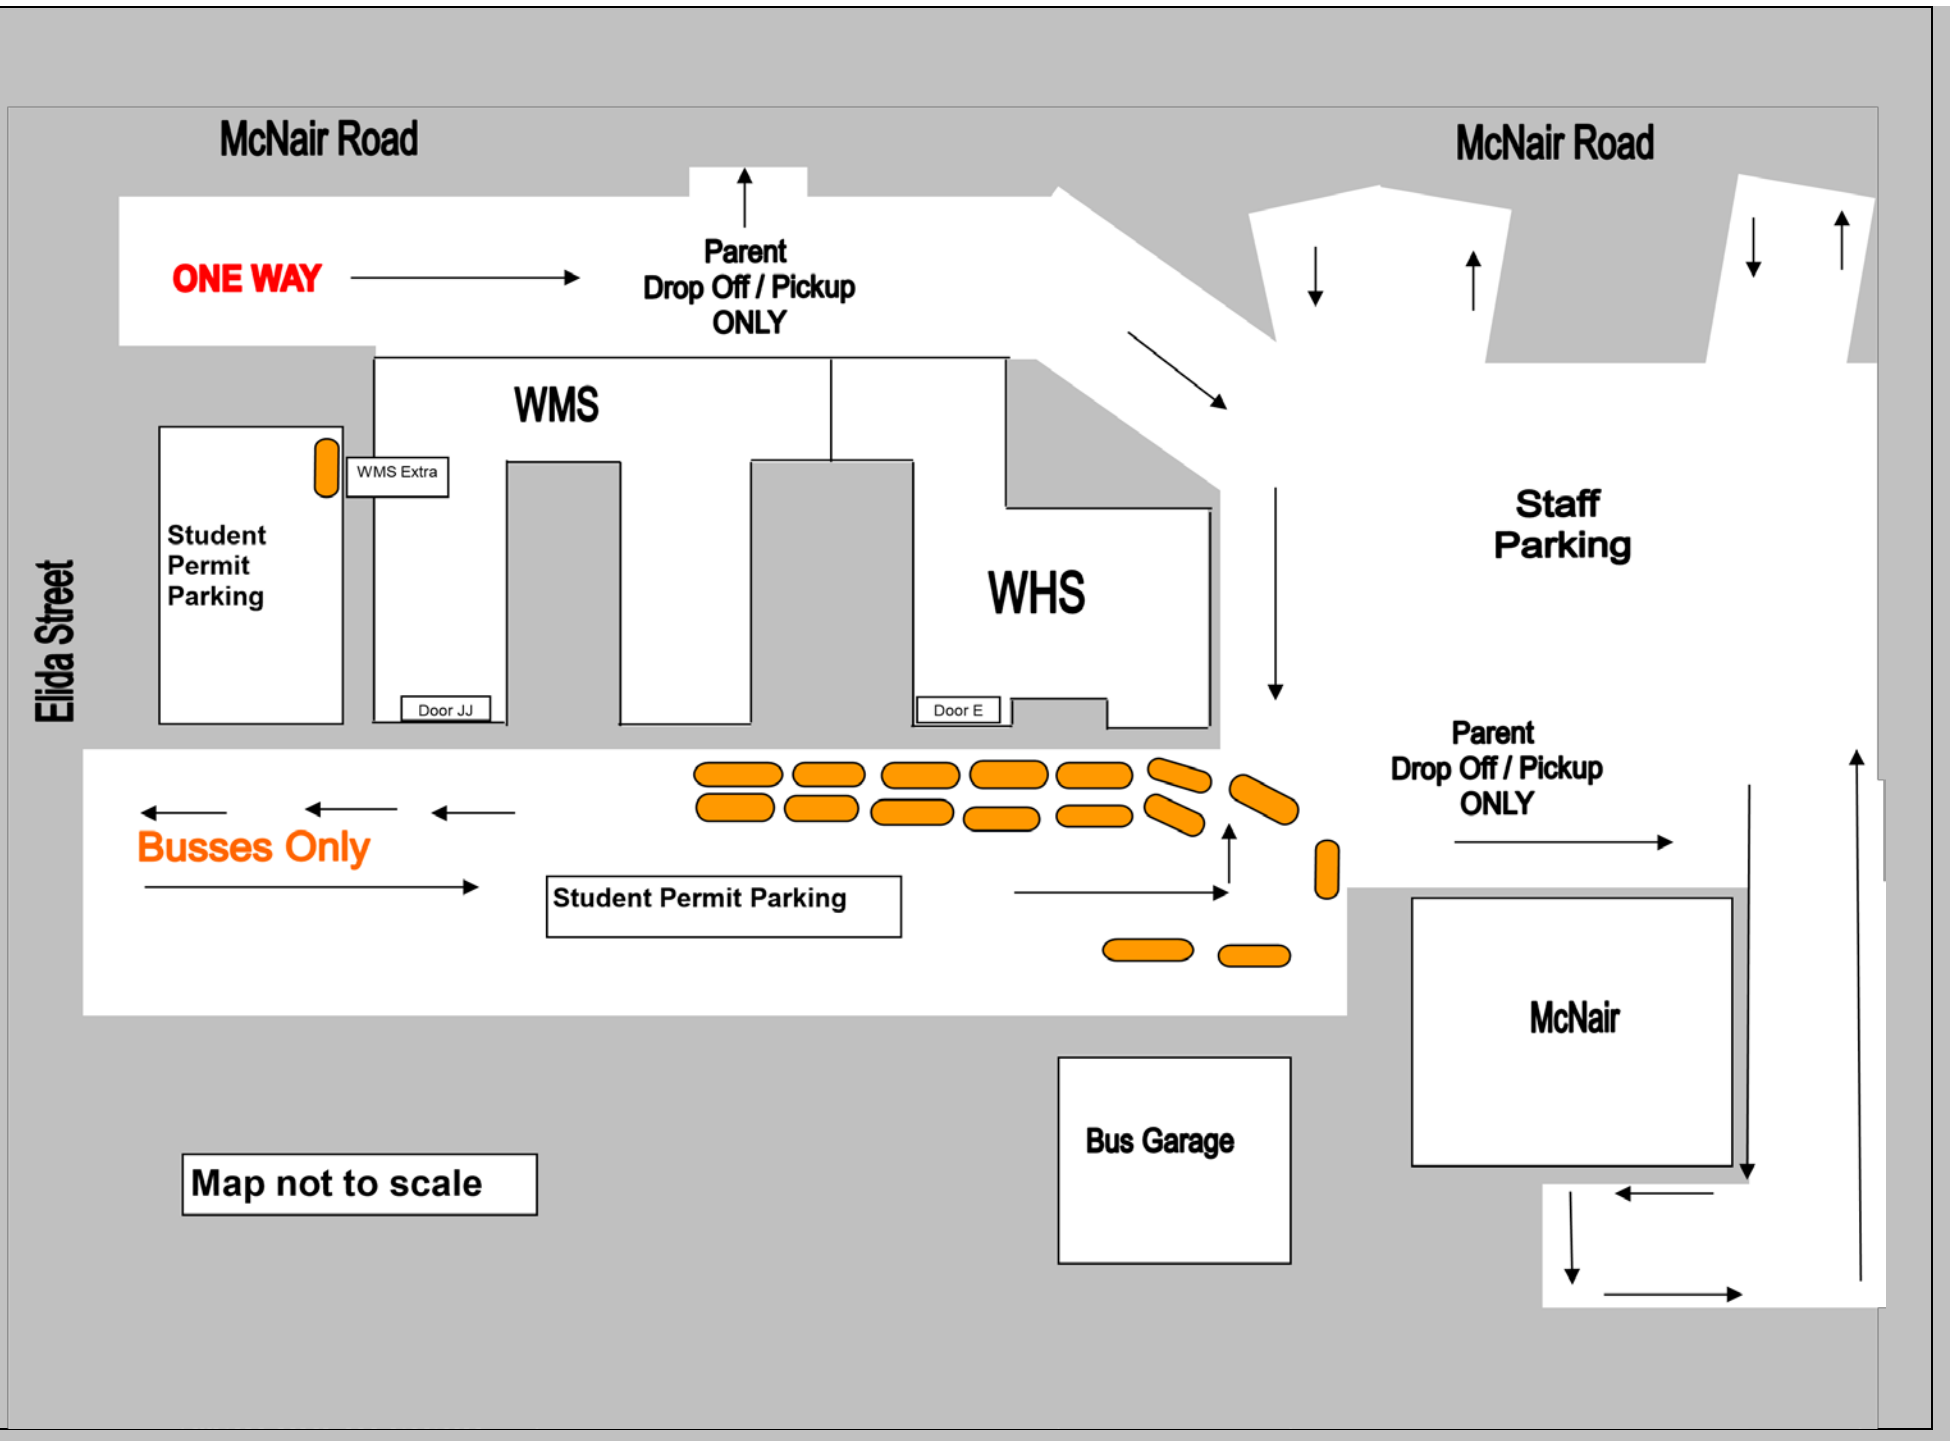 McNair Road
McNair Road
ONE WAY
Parent
Drop Off / Pickup
ONLY
WMS
WMS Extra
Student
Permit
Parking
Elida Street
Staff
Parking
WHS
Door JJ
Door E
Parent
Drop Off / Pickup
ONLY
Busses Only
Student Permit Parking
McNair
Bus Garage
Map not to scale